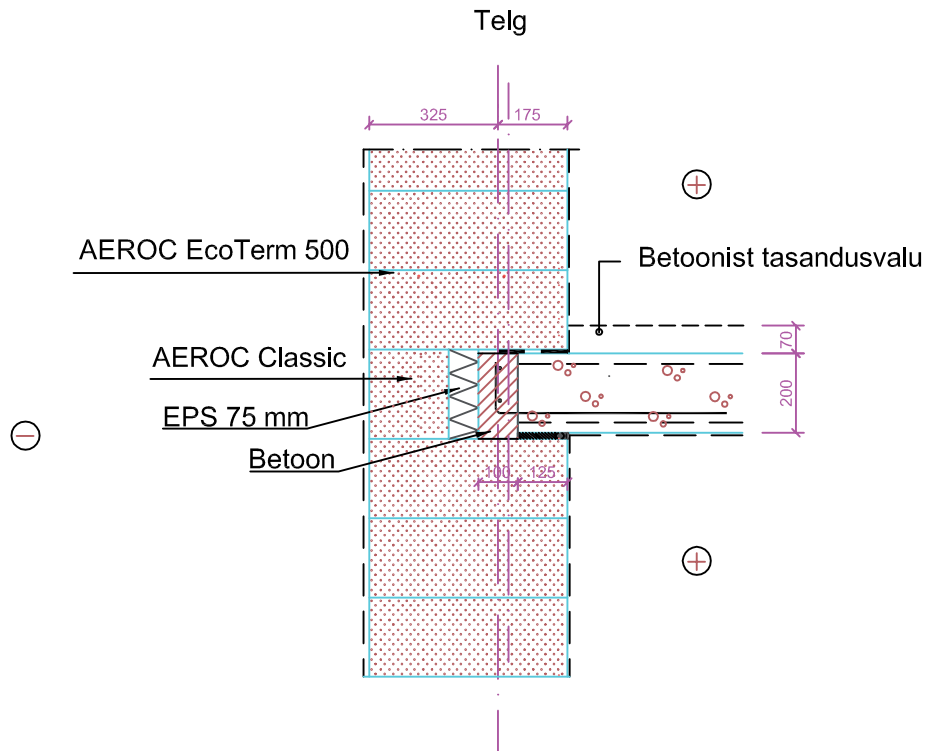 Telg
325
175
AEROC EcoTerm 500
Betoonist tasandusvalu
AEROC Classic
70
EPS 75 mm
200
Betoon
100
125